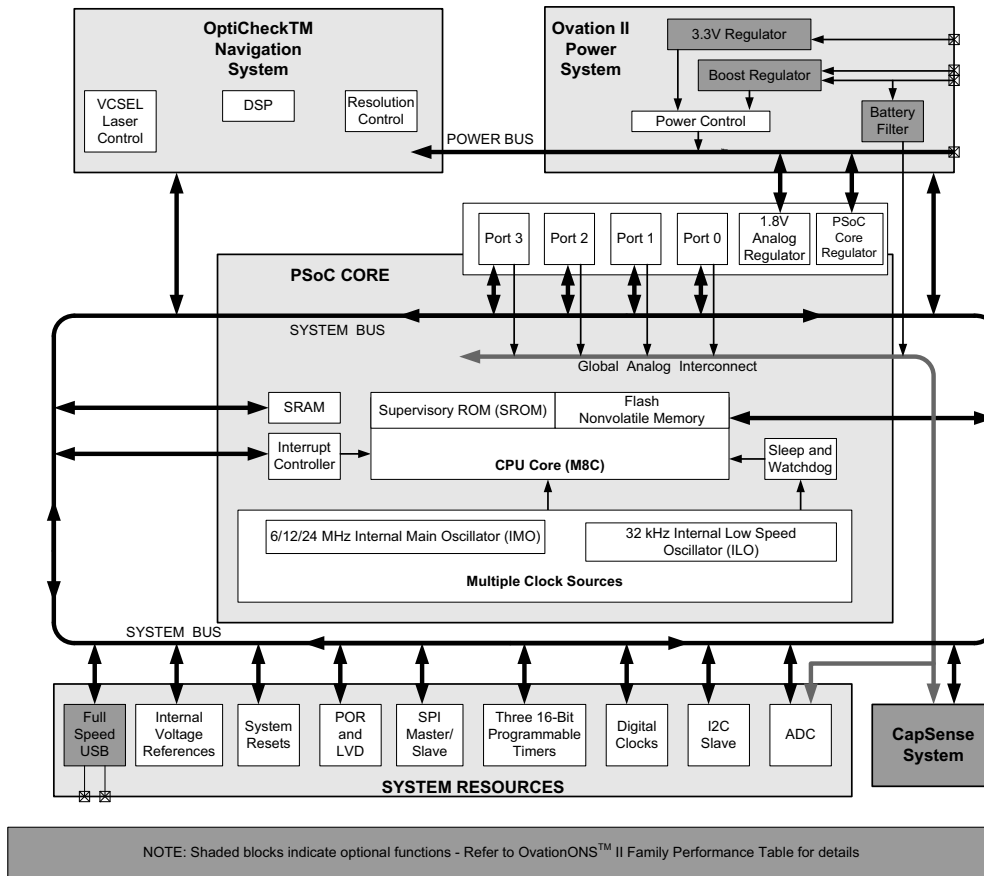 OptiCheckTM
Navigation
System
VCSEL
Laser
Control
DSP
Resolution
Control
Ovation II
Power
System
3.3V Regulator
Boost Regulator
Power Control
Battery
Filter
POWER BUS
Port 3
Port 2
Port 1
Port 0
1.8V
Analog
Regulator
PSoC
Core
Regulator
PSoC CORE
SYSTEM BUS
Global Analog Interconnect
SRAM
Interrupt
Controller
Supervisory ROM (SROM)
Flash
Nonvolatile Memory
CPU Core (M8C)
Sleep and
Watchdog
6/12/24 MHz Internal Main Oscillator (IMO)
32 kHz Internal Low Speed
Oscillator (ILO)
Multiple Clock Sources
SYSTEM BUS
Full
Speed
USB
Internal
Voltage
References
System
Resets
POR
and
LVD
SPI
Master/
Slave
Three 16-Bit
Programmable
Timers
Digital
Clocks
I2C
Slave
ADC
CapSense
System
SYSTEM RESOURCES
NOTE: Shaded blocks indicate optional functions - Refer to OvationONS™ II Family Performance Table for details